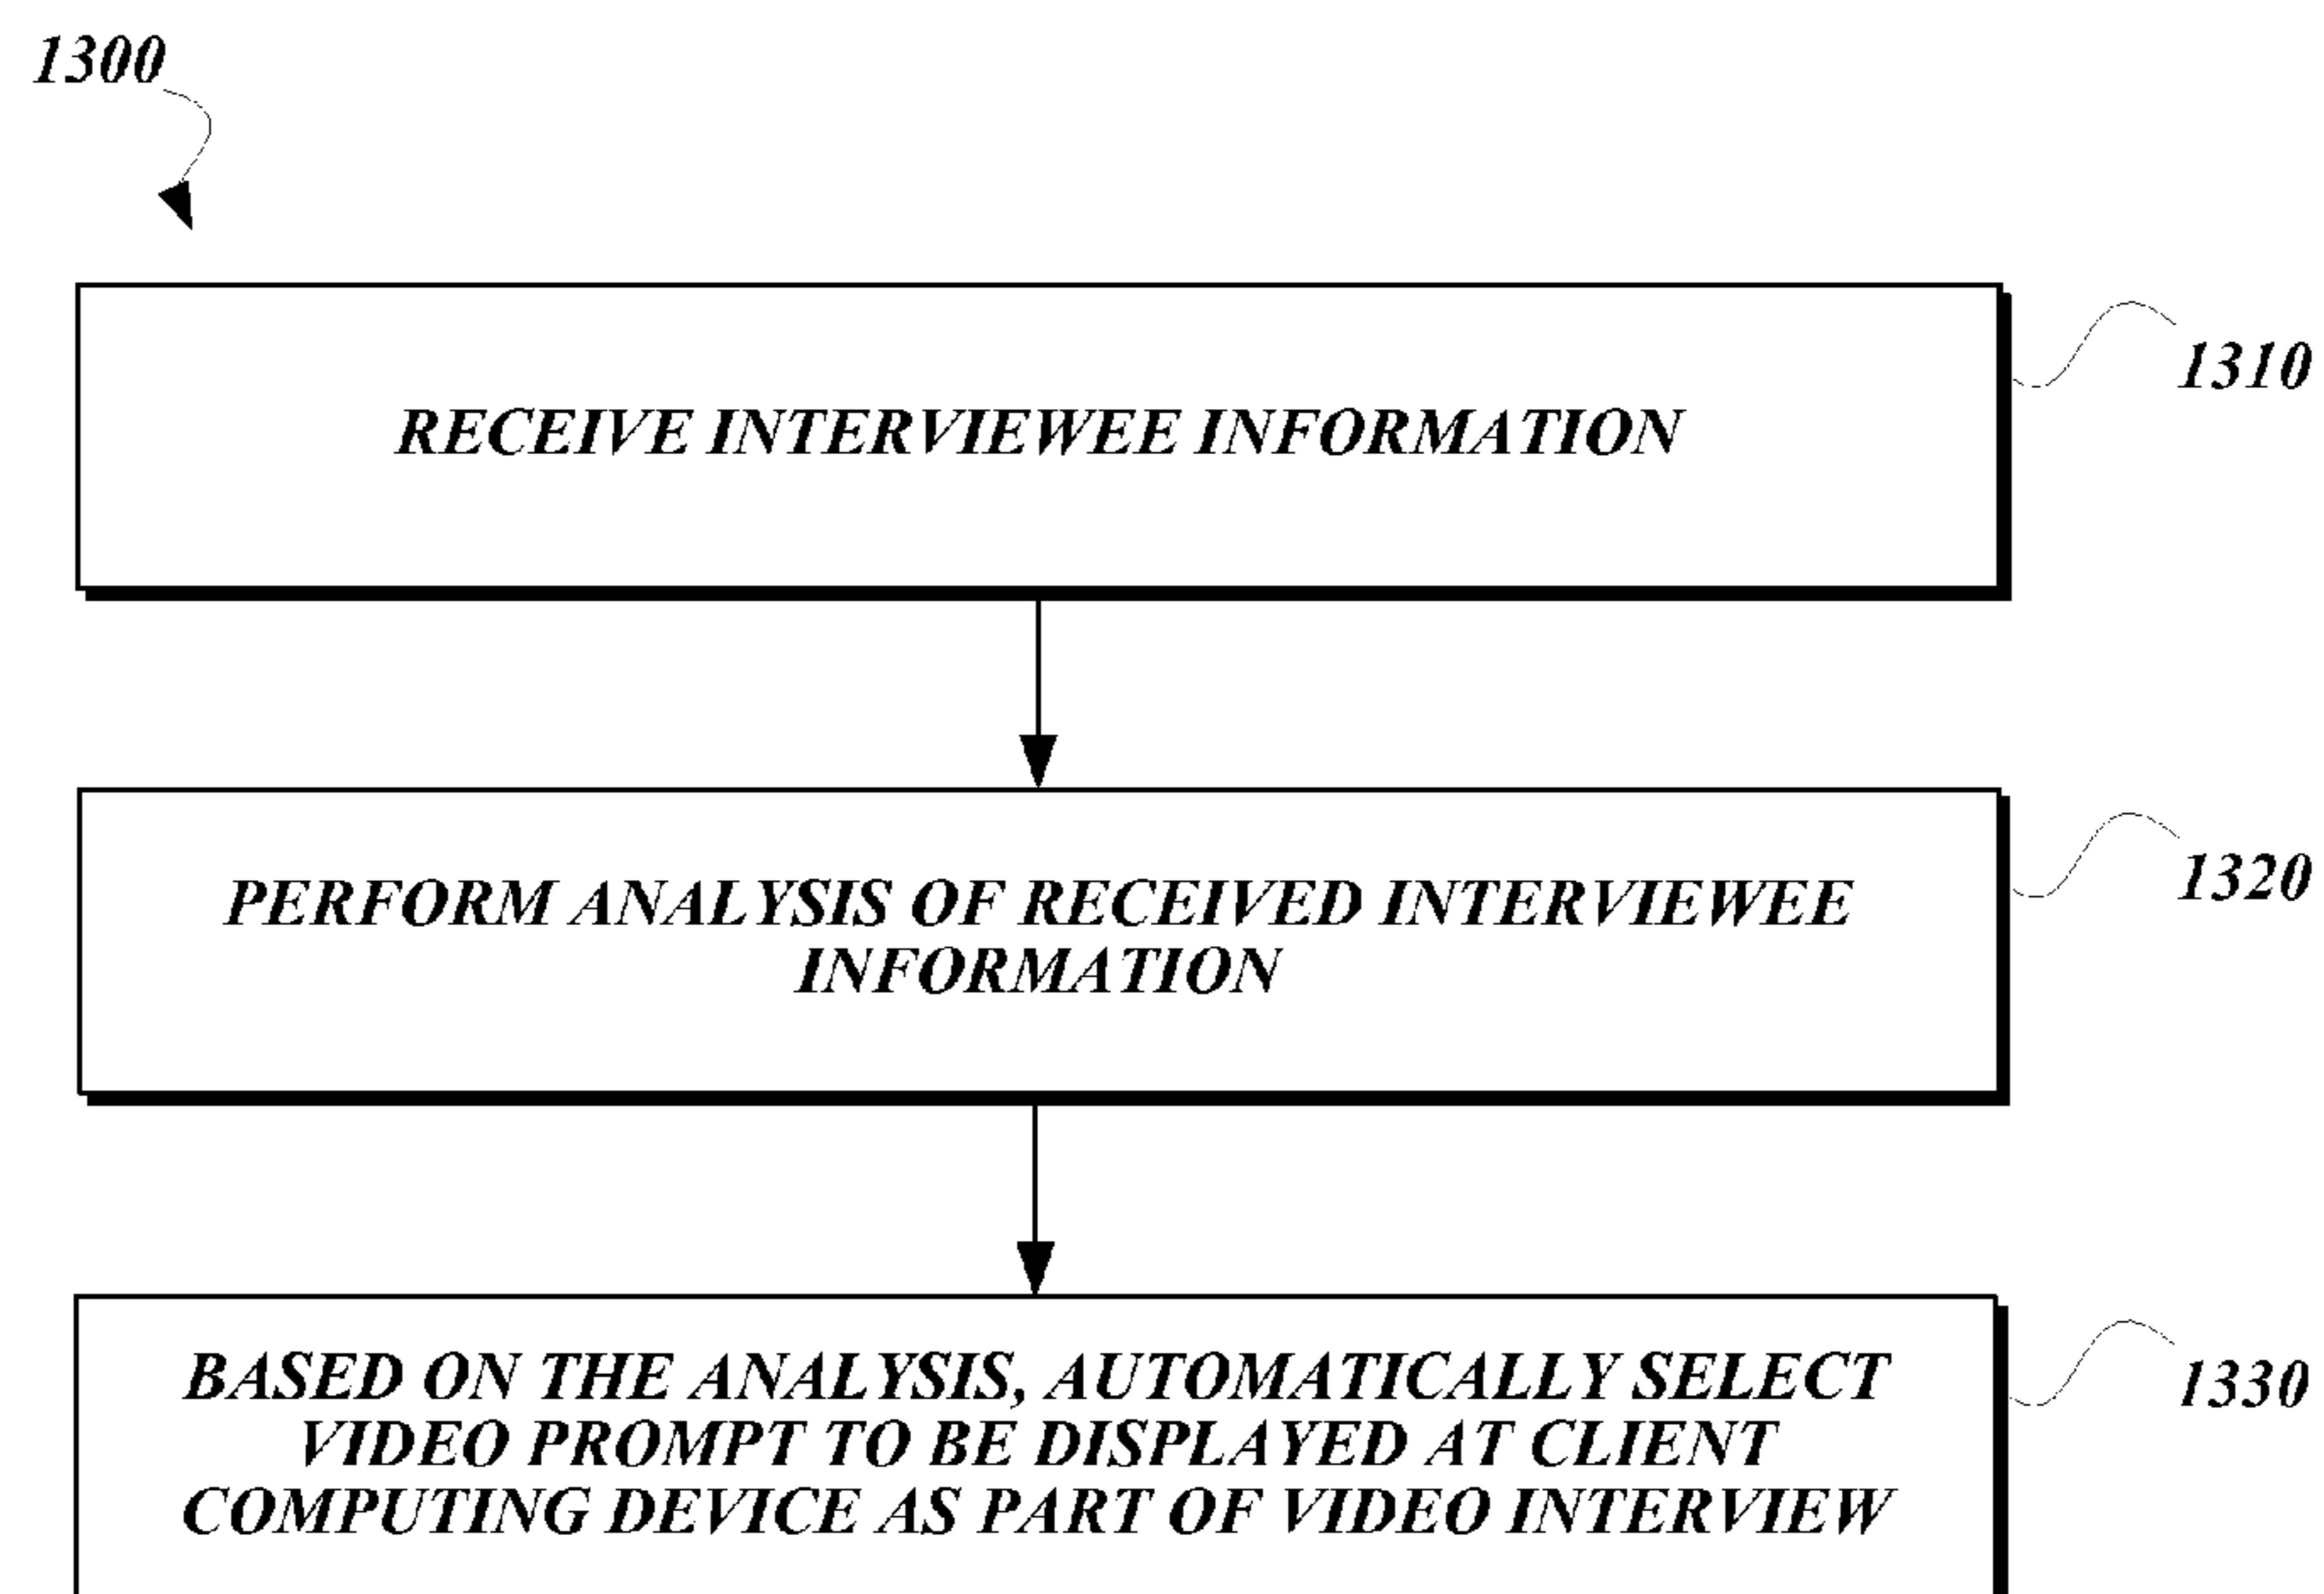 1300
1310
RECEIVE INTERVIEWEE INFORMATION
1320
PERFORM ANALYSIS OF RECEIVED INTERVIEWEE
INFORMATION
BASED ON THE ANALYSIS, AUTOMATICALLY SELECT
1330
VIDEO PROMPT TO BE DISPLAYED AT CLIENT
COMPUTING DEVICE AS PART OF VIDEO INTERVIEW